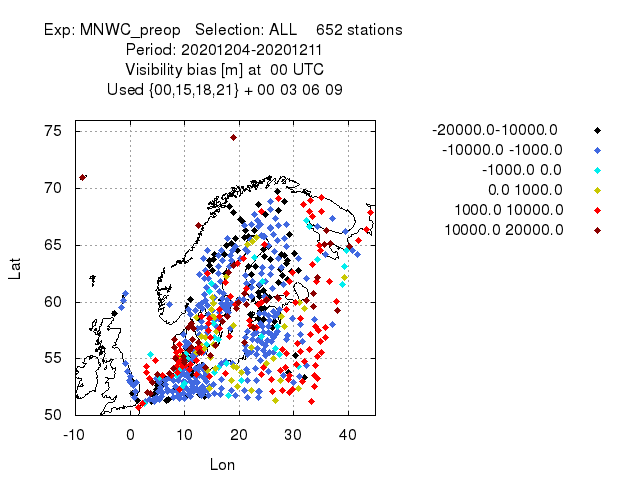 Exp: MNWC_preop   Selection: ALL    652 stations
Period: 20201204-20201211
Visibility bias [m] at  00 UTC
Used {00,15,18,21} + 00 03 06 09
-20000.0-10000.0
-10000.0 -1000.0
-1000.0 0.0
0.0 1000.0
1000.0 10000.0
10000.0 20000.0
75
70
65
60
55
50
Lat
-10 0 10 20 30 40
Lon